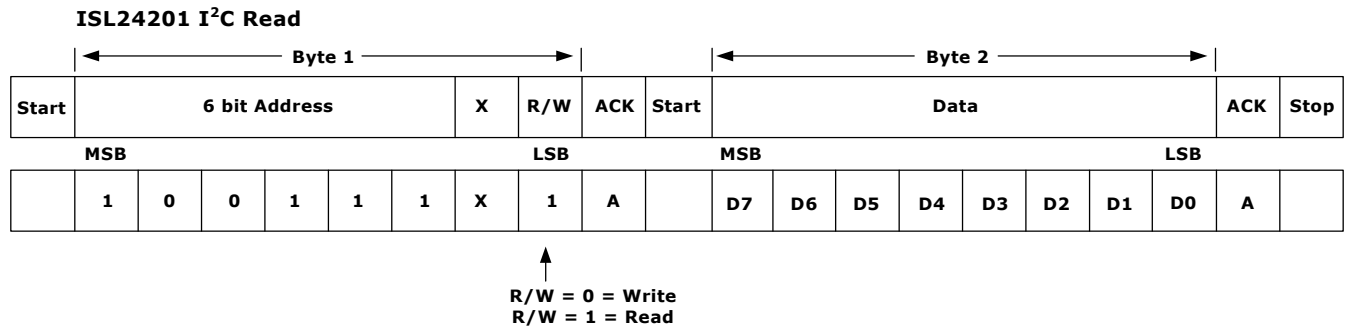 ISL24201 I²C Read
Byte 1 Byte 2
Start 6 bit Address X R/W ACK Start Data ACK Stop
MSB LSB MSB LSB
1 0 0 1 1 1 X 1 A D7 D6 D5 D4 D3 D2 D1 D0 A
R/W = 0 = Write
R/W = 1 = Read